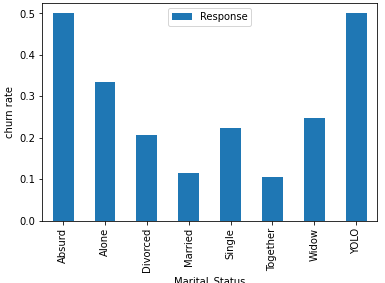 Response
churn rate
0.5
0.4
0.3
0.2
0.1
0.0
Absurd
Alone
Divorced
Married
Single
Together
Widow
YOLO
Marital_Status